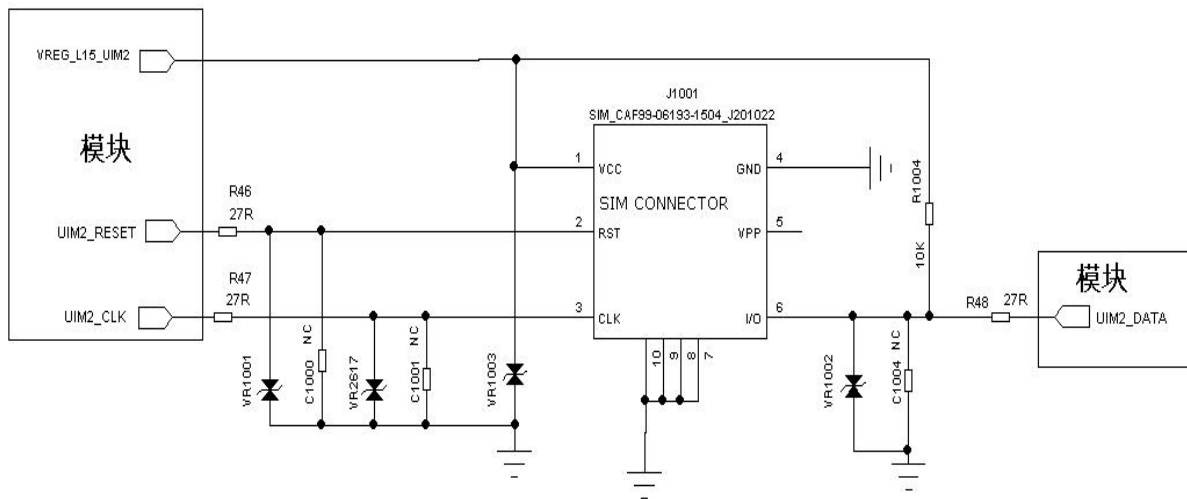 VREG_L15_UIM2
模块
UIM2_RESET
UIM2_CLK
R46
27R
R47
27R
VR1001
C1000 NC
VR2617
C1001 NC
VR1003
J1001
SIM_CAF99-06193-1504_J201022
1
VCC
GND
4
SIM CONNECTOR
2
RST
VPP
5
3
CLK
I/O
6
10
9
8
7
R1004
10K
VR1002
C1004 NC
R48
27R
模块
UIM2_DATA